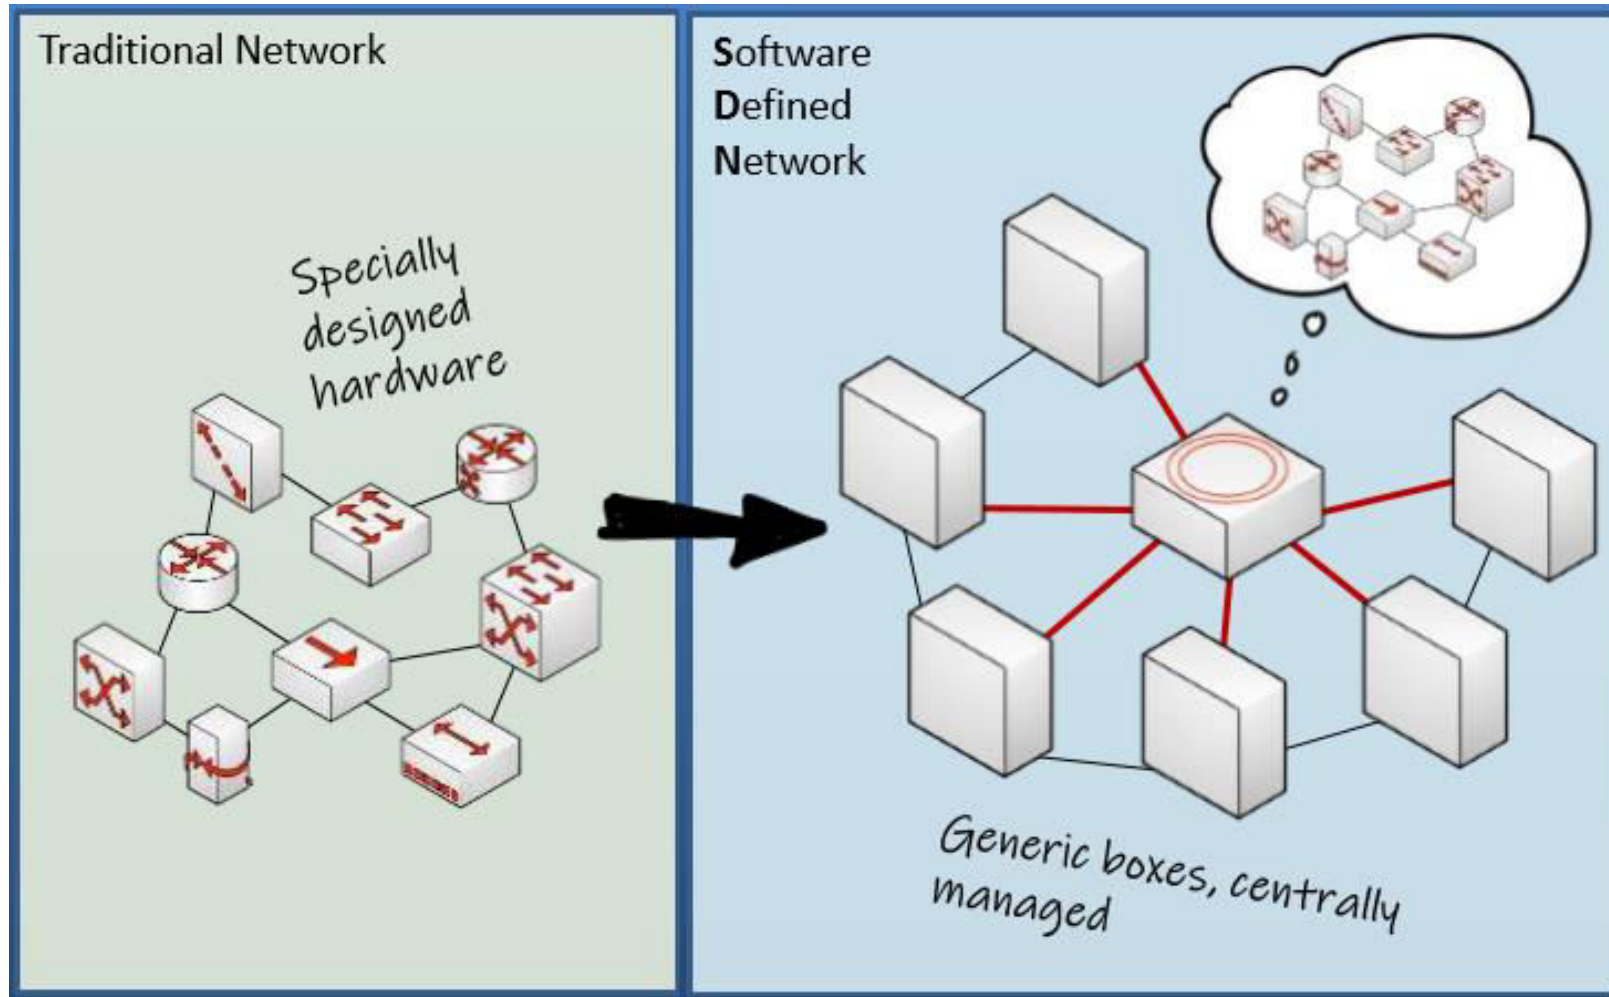 Traditional Network
Specially
designed
hardware
Software
Defined
Network
Generic boxes, centrally
managed